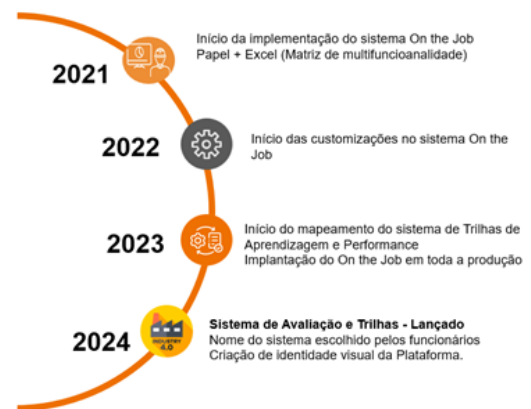 2021
Início da implementação do sistema On the Job
Papel + Excel (Matriz de multifuncioanalidade)
2022
Início das customizações no sistema On the
Job
2023
Início do mapeamento do sistema de Trilhas de
Aprendizagem e Performance
Implantação do On the Job em toda a produção
2024
INDUSTRY
4.0
Sistema de Avaliação e Trilhas - Lançado
Nome do sistema escolhido pelos funcionários
Criação de identidade visual da Plataforma.